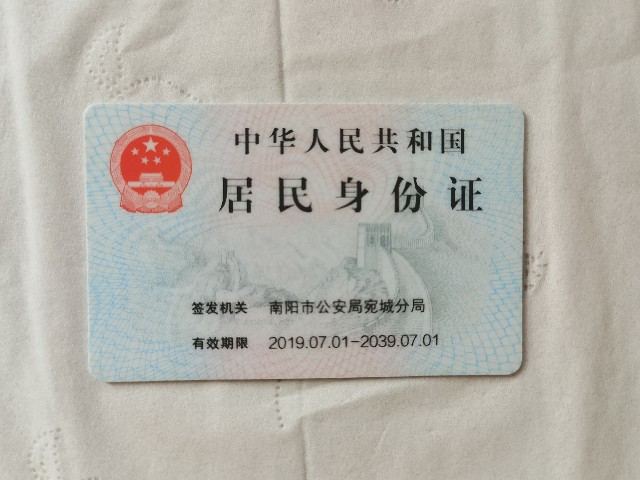 中华人民共和国
居民身份证
签发机关 南阳市公安局宛城分局
有效期限 2019.07.01-2039.07.01